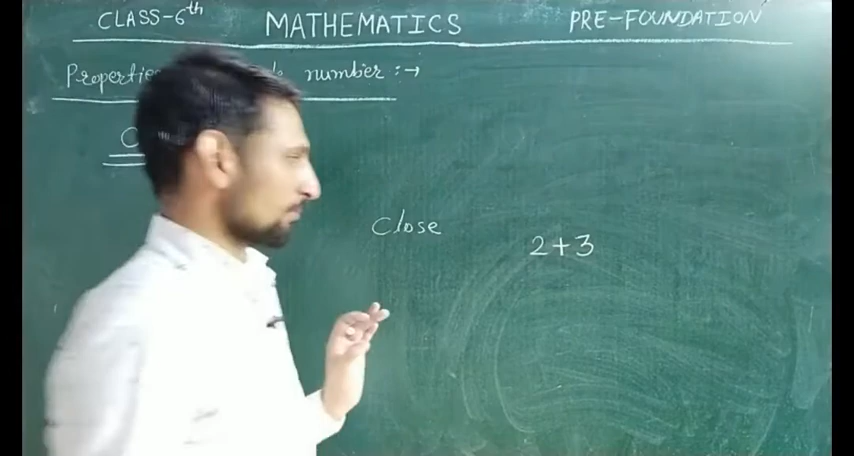 CLASS-6th MATHEMATICS PRE-FOUNDATION
number :→
Close
2+3